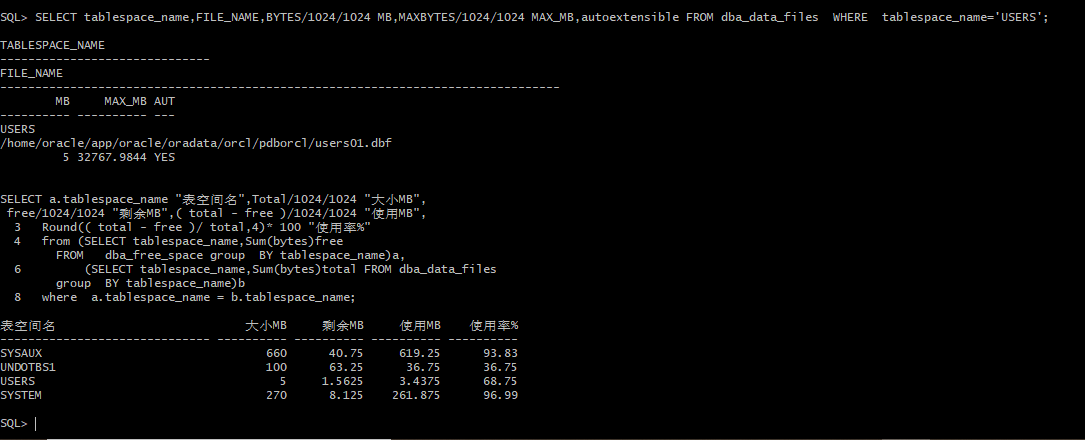 SQL> SELECT tablespace_name,FILE_NAME,BYTES/1024/1024 MB,MAXBYTES/1024/1024 MAX_MB,autoextensible FROM dba_data_files  WHERE  tablespace_name='USERS';
TABLESPACE_NAME
------------------------------
FILE_NAME
--------------------------------------------------------------------------------
        MB     MAX_MB AUT
---------- ---------- ---
USERS
/home/oracle/app/oracle/oradata/orcl/pdborcl/users01.dbf
         5 32767.9844 YES
SELECT a.tablespace_name "表空间名",Total/1024/1024 "大小MB",
 free/1024/1024 "剩余MB",( total - free )/1024/1024 "使用MB",
  3   Round(( total - free )/ total,4)* 100 "使用率%"
  4   from (SELECT tablespace_name,Sum(bytes)free
        FROM   dba_free_space group  BY tablespace_name)a,
  6         (SELECT tablespace_name,Sum(bytes)total FROM dba_data_files
        group  BY tablespace_name)b
  8   where  a.tablespace_name = b.tablespace_name;
表空间名                           大小MB     剩余MB     使用MB    使用率%
------------------------------ ---------- ---------- ---------- ----------
SYSAUX                                660      40.75     619.25      93.83
UNDOTBS1                              100      63.25      36.75      36.75
USERS                                   5     1.5625     3.4375      68.75
SYSTEM                                270      8.125    261.875      96.99
SQL>